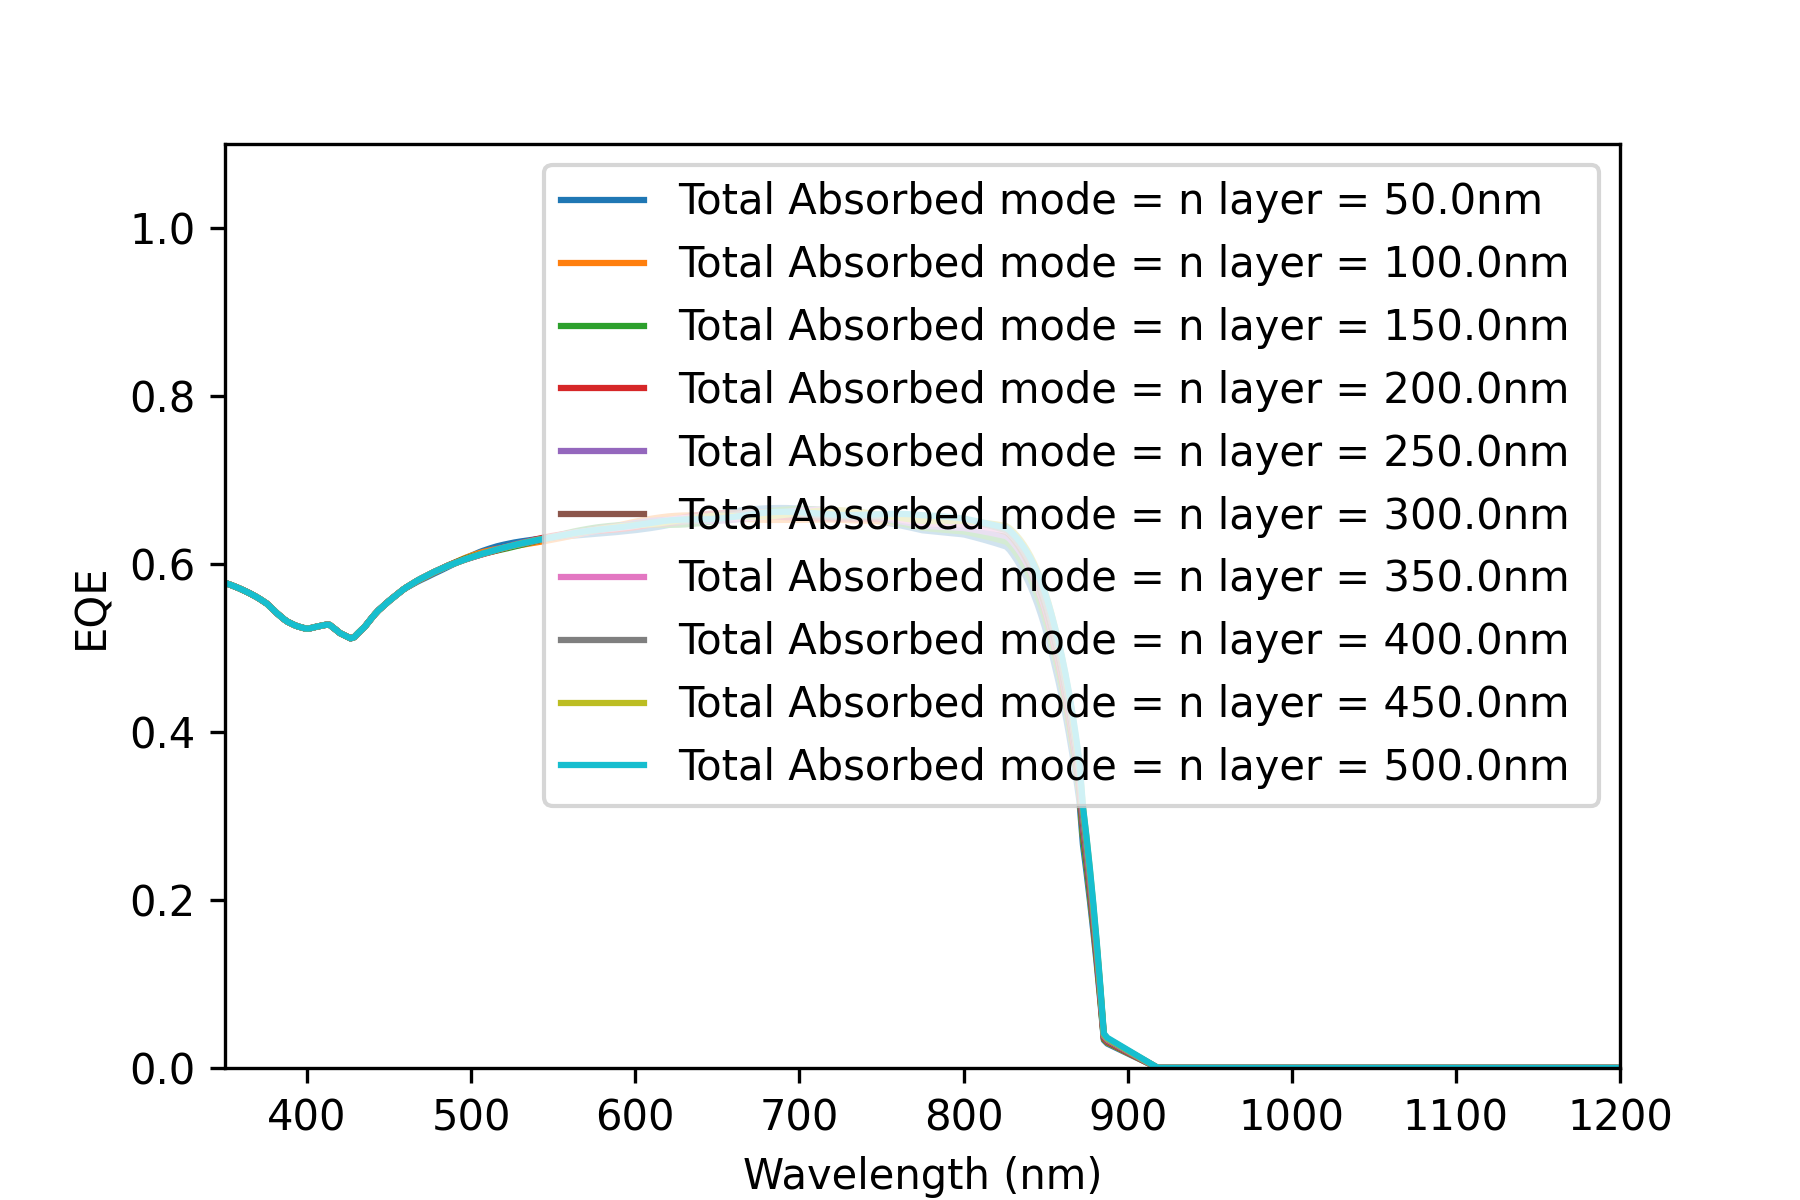 Total Absorbed mode = n layer = 50.0nm
Total Absorbed mode = n layer = 100.0nm
Total Absorbed mode = n layer = 150.0nm
Total Absorbed mode = n layer = 200.0nm
Total Absorbed mode = n layer = 250.0nm
Total Absorbed mode = n layer = 300.0nm
Total Absorbed mode = n layer = 350.0nm
Total Absorbed mode = n layer = 400.0nm
Total Absorbed mode = n layer = 450.0nm
Total Absorbed mode = n layer = 500.0nm
1.0
0.8
0.6
0.4
0.2
0.0
EQE
400 500 600 700 800 900 1000 1100 1200
Wavelength (nm)